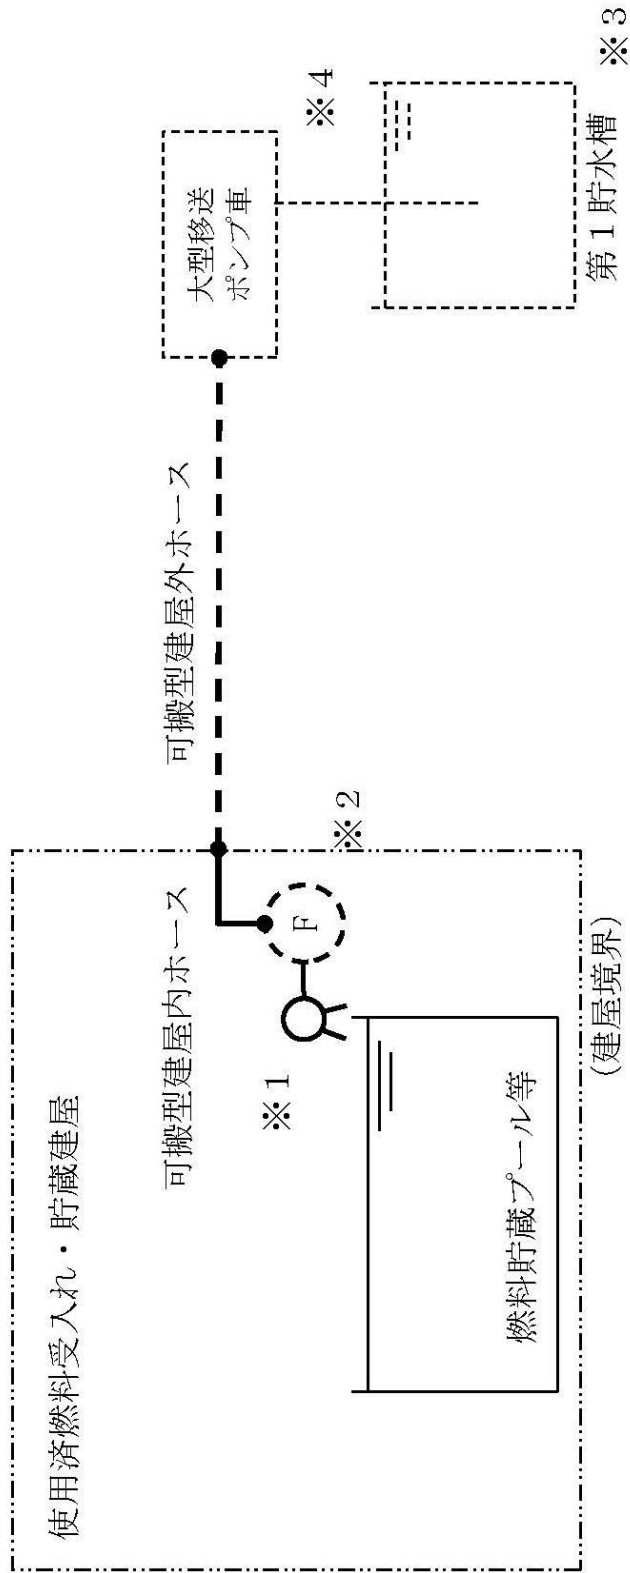 使用済燃料受入れ・貯蔵建屋
可搬型建屋内ホース
可搬型建屋外ホース
大型移送
ポンプ車
※1
F
※2
※4
燃料貯蔵プール等
(建屋境界)
第1貯水槽
※3